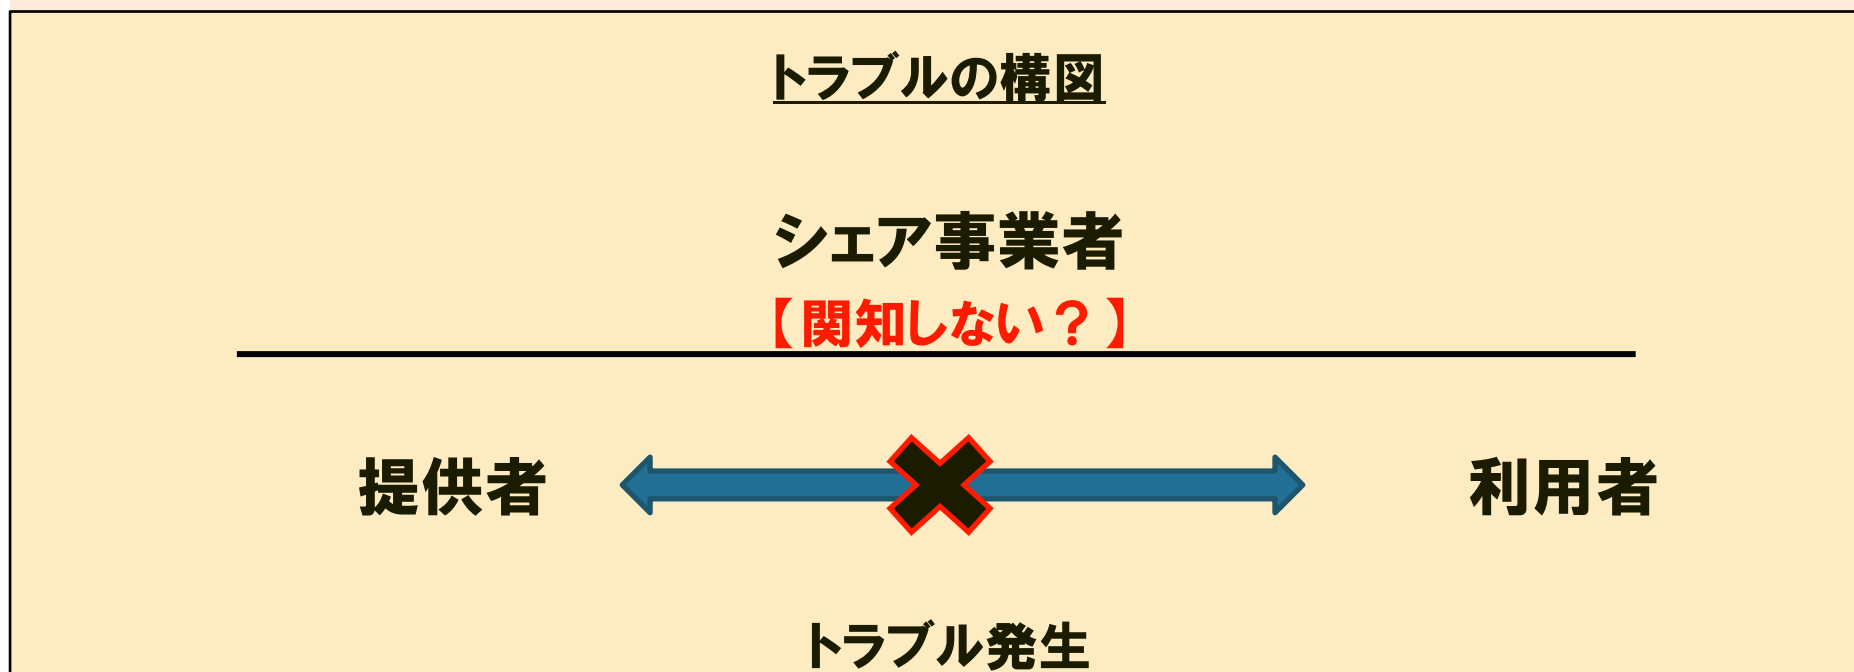 トラブルの構図
シェア事業者
【関知しない？】
提供者
利用者
トラブル発生